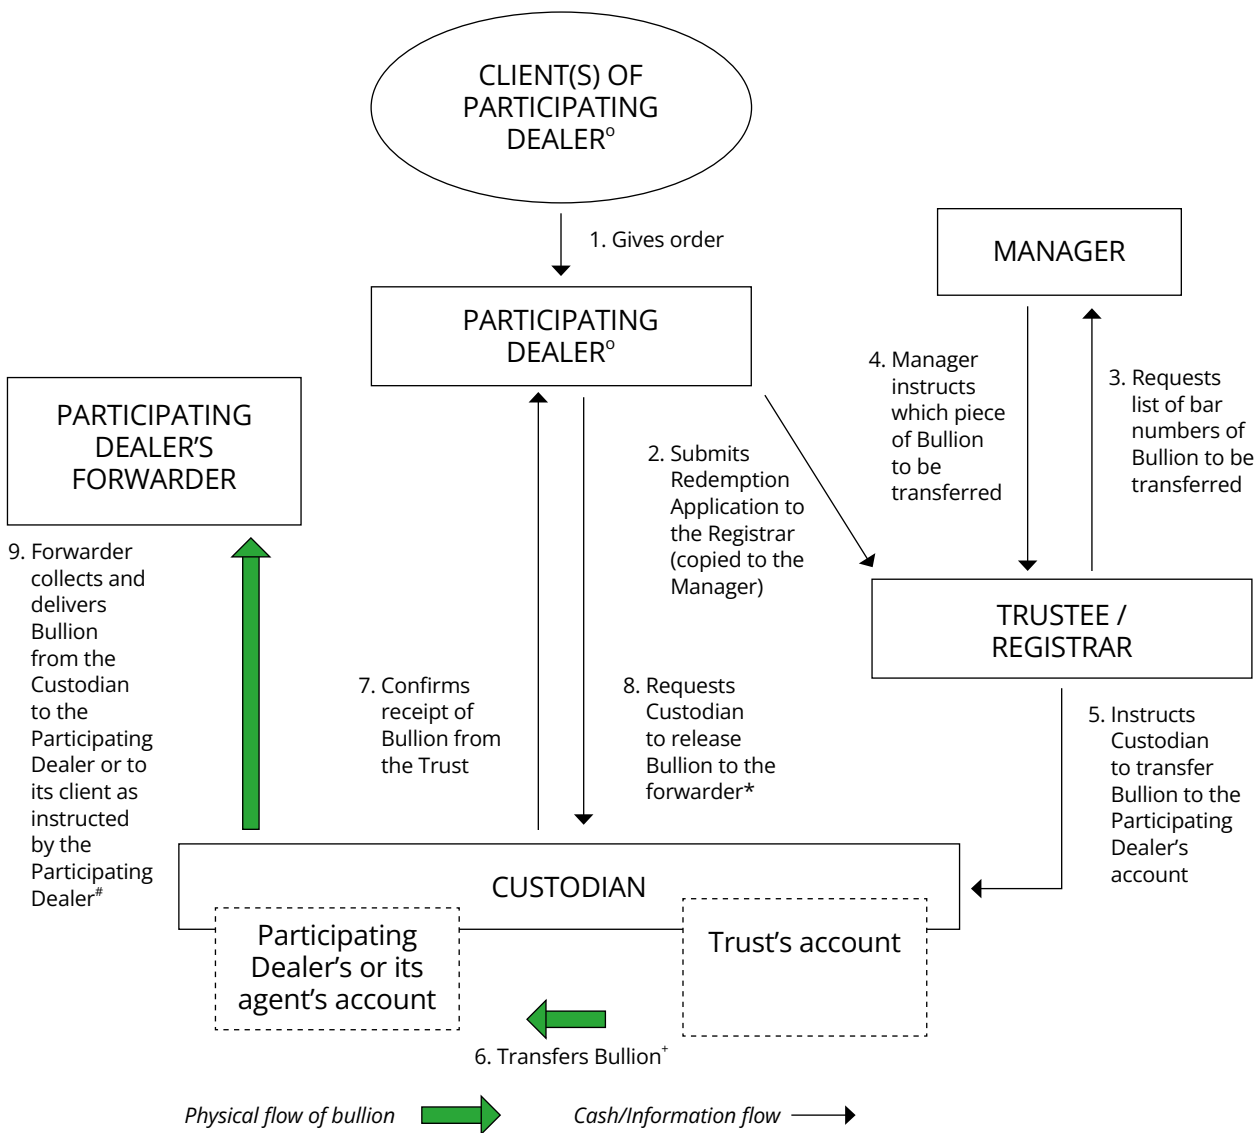 CLIENT(S) OF
PARTICIPATING
DEALERº
1. Gives order
MANAGER
PARTICIPATING
DEALERº
4. Manager
instructs
which piece
of Bullion
to be
transferred
3. Requests
list of bar
numbers of
Bullion to be
transferred
PARTICIPATING
DEALER’S
FORWARDER
2. Submits
Redemption
Application to
the Registrar
(copied to the
Manager)
9. Forwarder
collects and
delivers
Bullion
from the
Custodian
to the
Participating
Dealer or to
its client as
instructed
by the
Participating
Dealer#
TRUSTEE /
REGISTRAR
7. Confirms
receipt of
Bullion from
the Trust
8. Requests
Custodian
to release
Bullion to the
forwarder*
5. Instructs
Custodian
to transfer
Bullion to the
Participating
Dealer’s
account
CUSTODIAN
Participating
Dealer’s or its
agent’s account
Trust’s account
6. Transfers Bullion+
Physical flow of bullion
Cash/Information flow